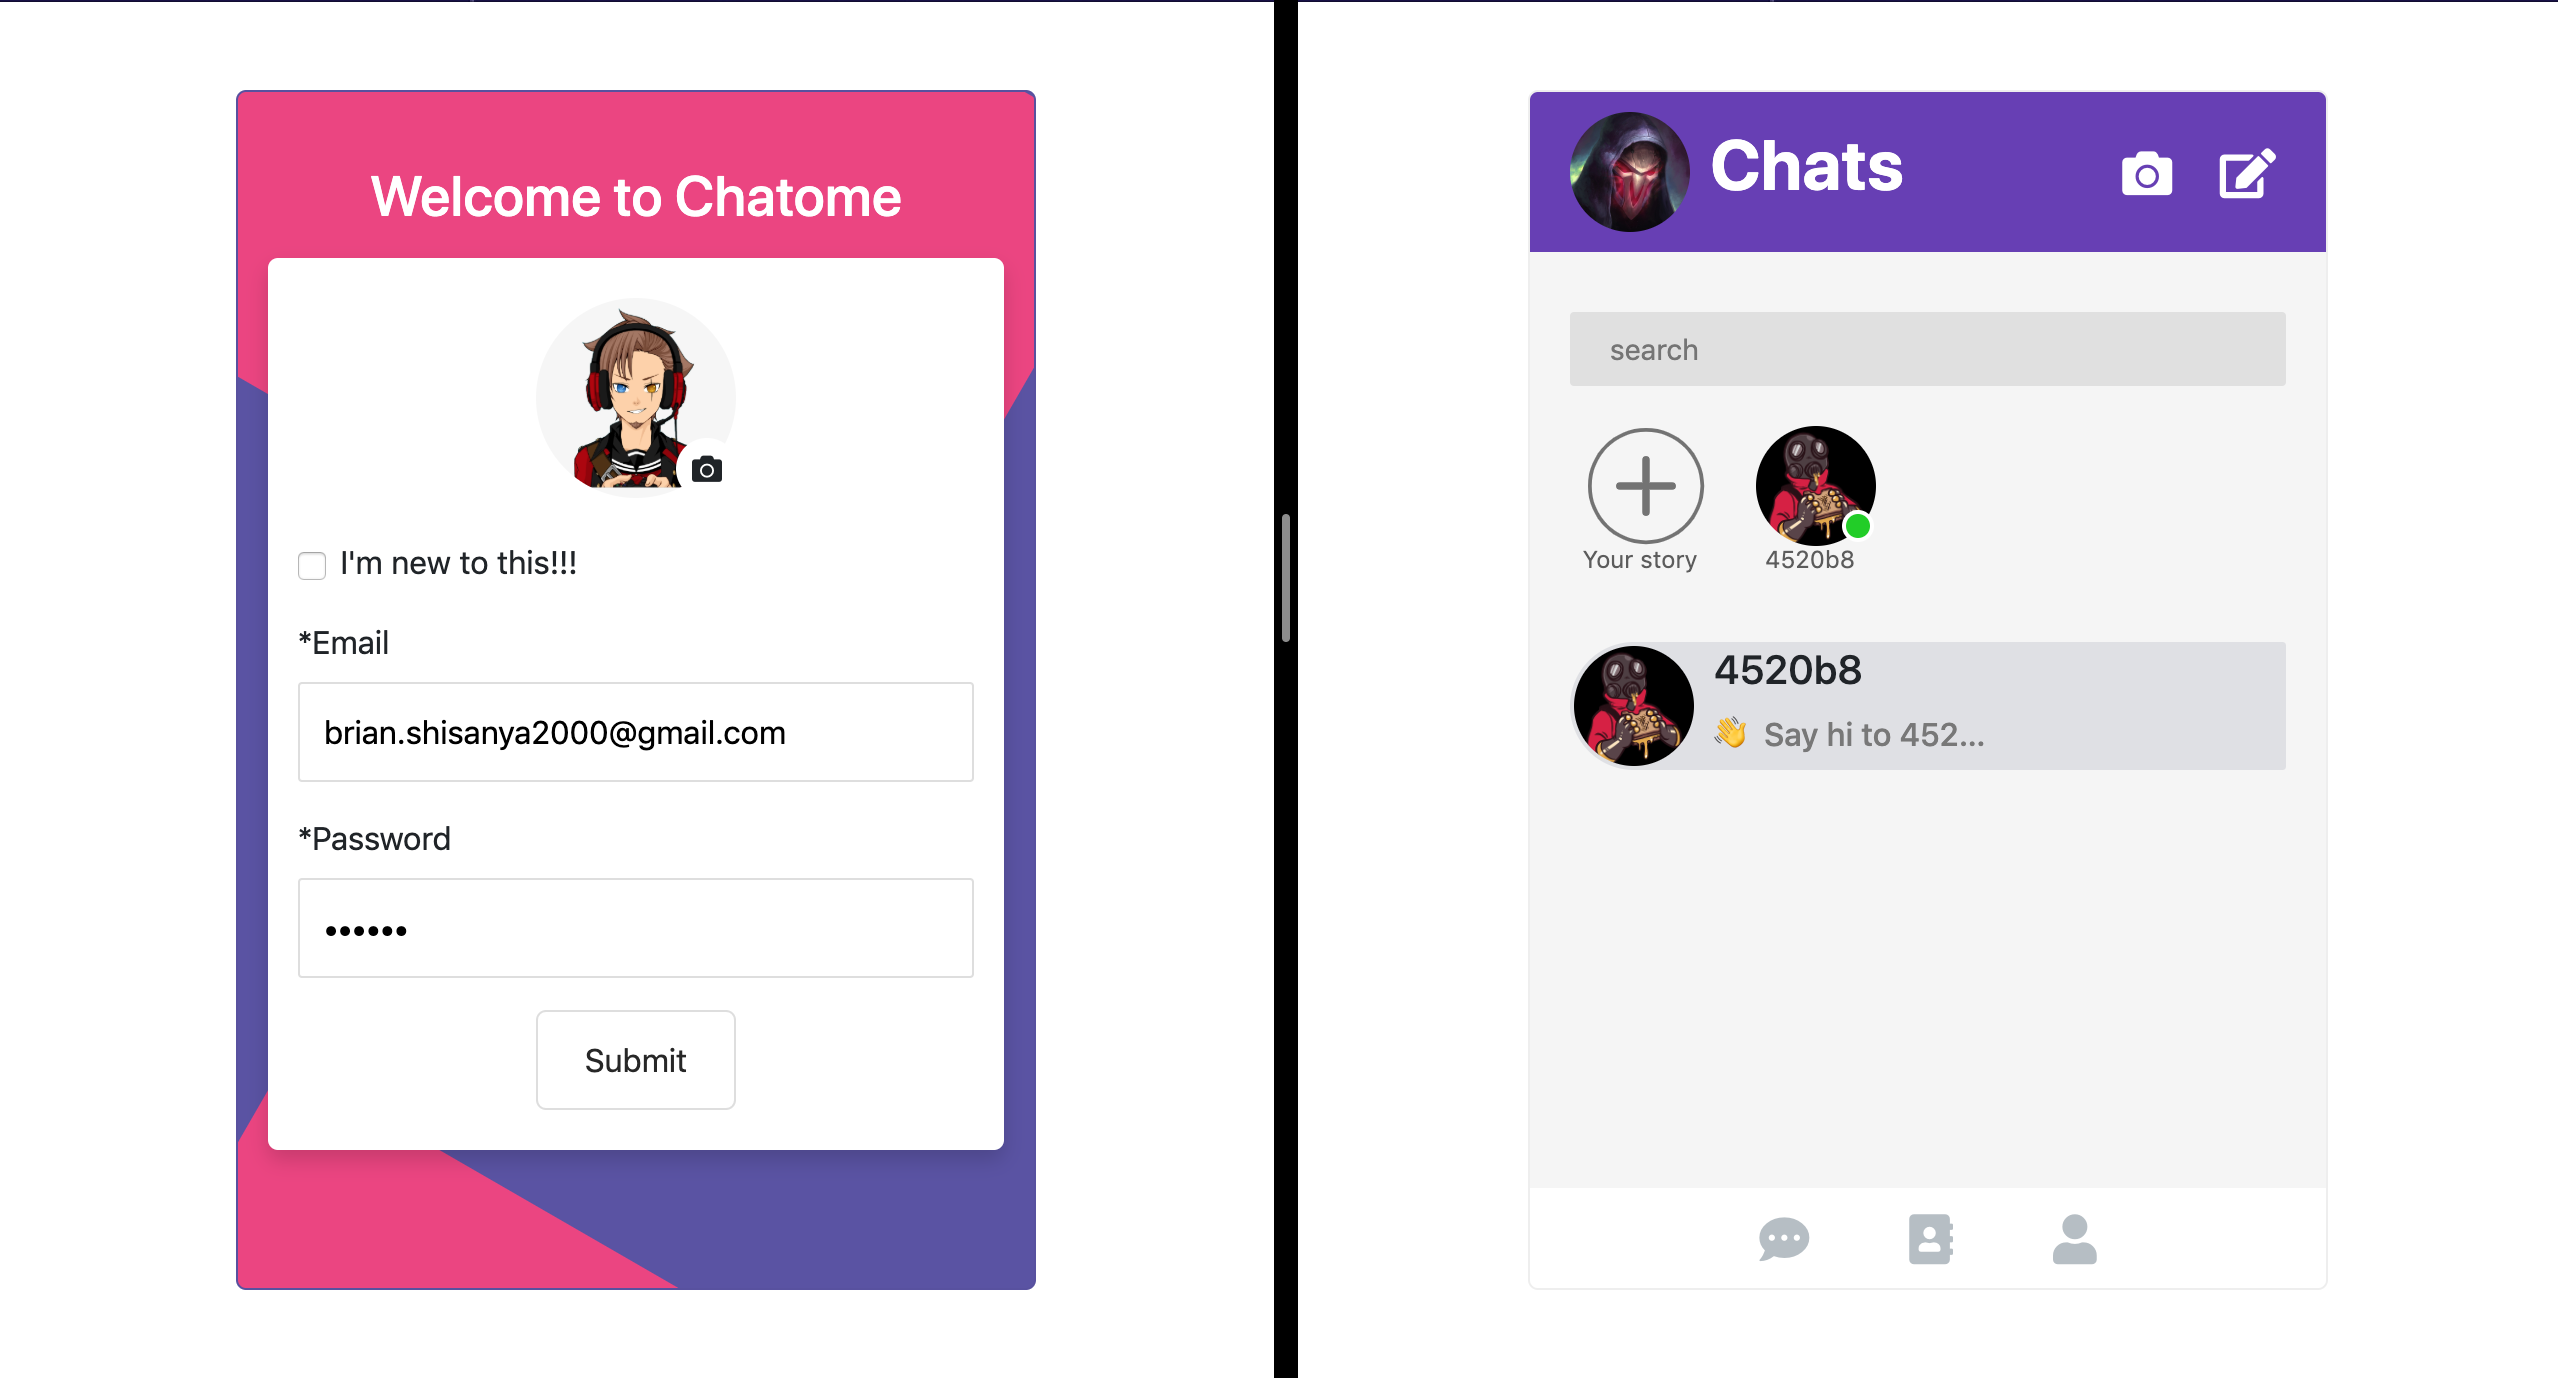 Welcome to Chatome
I'm new to this!!!
*Email
brian.shisanya2000@gmail.com
*Password
••••••
Submit
Chats
search
Your story
4520b8
4520b8
👋 Say hi to 452...